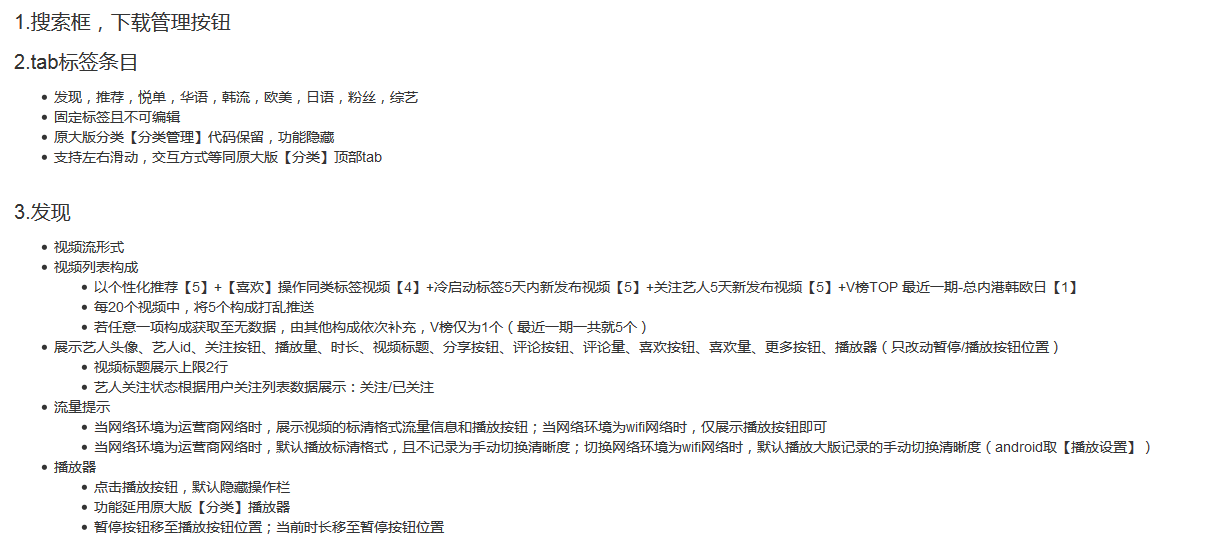 1.搜索框，下载管理按钮
2.tab标签条目
发现，推荐，悦单，华语，韩流，欧美，日语，粉丝，综艺
固定标签且不可编辑
原大版分类【分类管理】代码保留，功能隐藏
支持左右滑动，交互方式等同原大版【分类】顶部tab
3.发现
视频流形式
视频列表构成
以个性化推荐【5】+【喜欢】操作同类标签视频【4】+冷启动标签5天内新发布视频【5】+关注艺人5天新发布视频【5】+V榜TOP 最近一期-总内港韩欧日【1】
每20个视频中，将5个构成打乱推送
若任意一项构成获取至无数据，由其他构成依次补充，V榜仅为1个（最近一期一共就5个）
展示艺人头像、艺人id、关注按钮、播放量、时长、视频标题、分享按钮、评论按钮、评论量、喜欢按钮、喜欢量、更多按钮、播放器（只改动暂停/播放按钮位置）
视频标题展示上限2行
艺人关注状态根据用户关注列表数据展示：关注/已关注
流量提示
当网络环境为运营商网络时，展示视频的标清格式流量信息和播放按钮；当网络环境为wifi网络时，仅展示播放按钮即可
当网络环境为运营商网络时，默认播放标清格式，且不记录为手动切换清晰度；切换网络环境为wifi网络时，默认播放大版记录的手动切换清晰度（android取【播放设置】）
播放器
点击播放按钮，默认隐藏操作栏
功能延用原大版【分类】播放器
暂停按钮移至播放按钮位置；当前时长移至暂停按钮位置